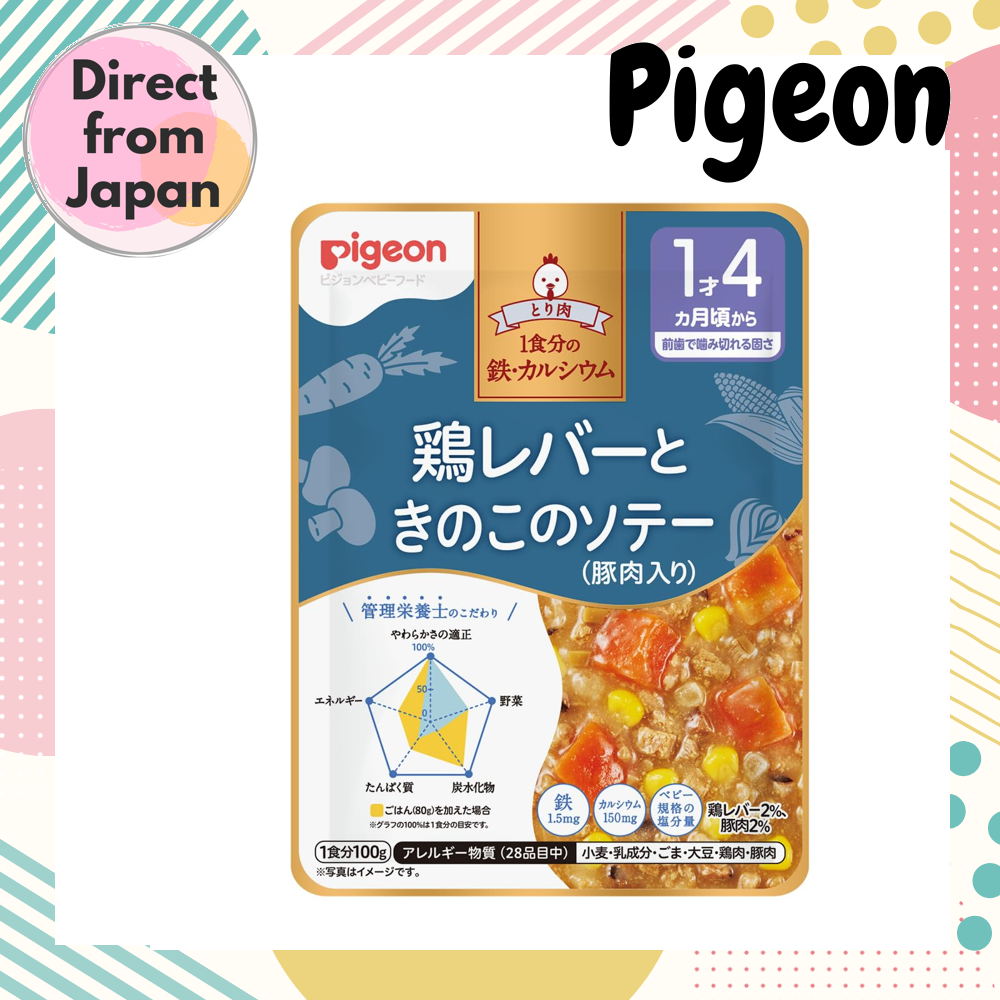 Direct
from
Japan
Pigeon
Pigeon
ピジョンベビーフード
とり肉
1食分の
鉄・カルシウム
1才4
カ月頃から
前歯で噛み切れる固さ
鶏レバーと
きのこのソテー
(豚肉入り)
管理栄養士のこだわり
やわらかさの適正
100%
エネルギー
50
野菜
0
たんぱく質
炭水化物
ごはん(80g)を加えた場合
※グラフの100%は1食分の目安です。
鉄
1.5mg
カルシウム
150mg
ベビー
規格の
塩分量
鶏レバー2%、
豚肉2%
1食分100g
アレルギー物質(28品目中)
小麦・乳成分・ごま・大豆・鶏肉・豚肉
※写真はイメージです。